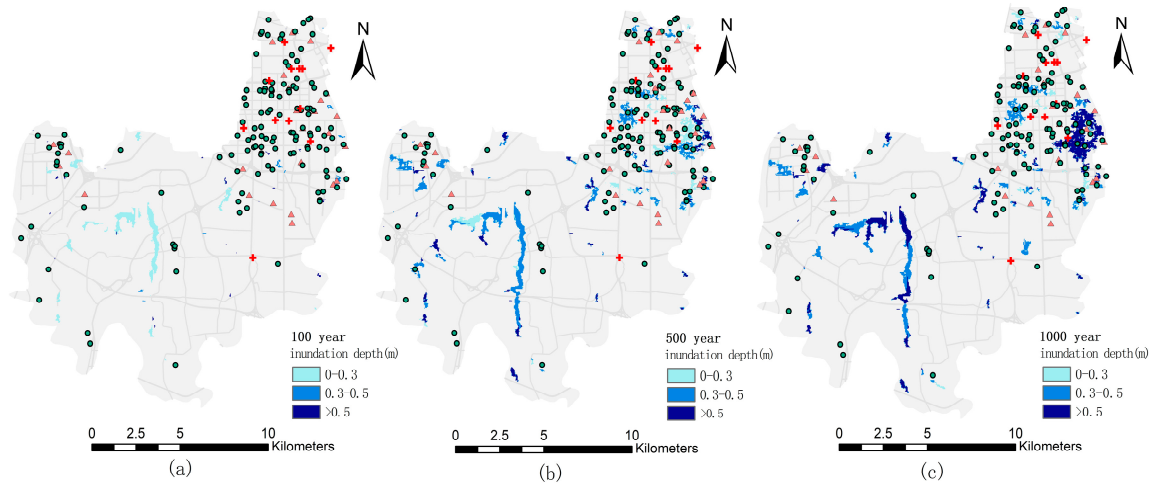 N
100 year
inundation depth(m)
0-0.3
0.3-0.5
>0.5
0 2.5 5 10
Kilometers
(a)
N
500 year
inundation depth(m)
0-0.3
0.3-0.5
>0.5
0 2.5 5 10
Kilometers
(b)
N
1000 year
inundation depth(m)
0-0.3
0.3-0.5
>0.5
0 2.5 5 10
Kilometers
(c)